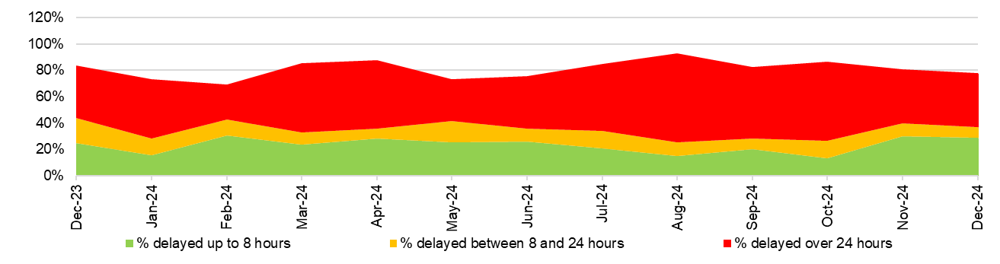 120%
100%
80%
60%
40%
20%
0%
Dec-23
Jan-24
Feb-24
Mar-24
Apr-24
May-24
Jun-24
Jul-24
Aug-24
Sep-24
Oct-24
Nov-24
Dec-24
% delayed up to 8 hours
% delayed between 8 and 24 hours
% delayed over 24 hours